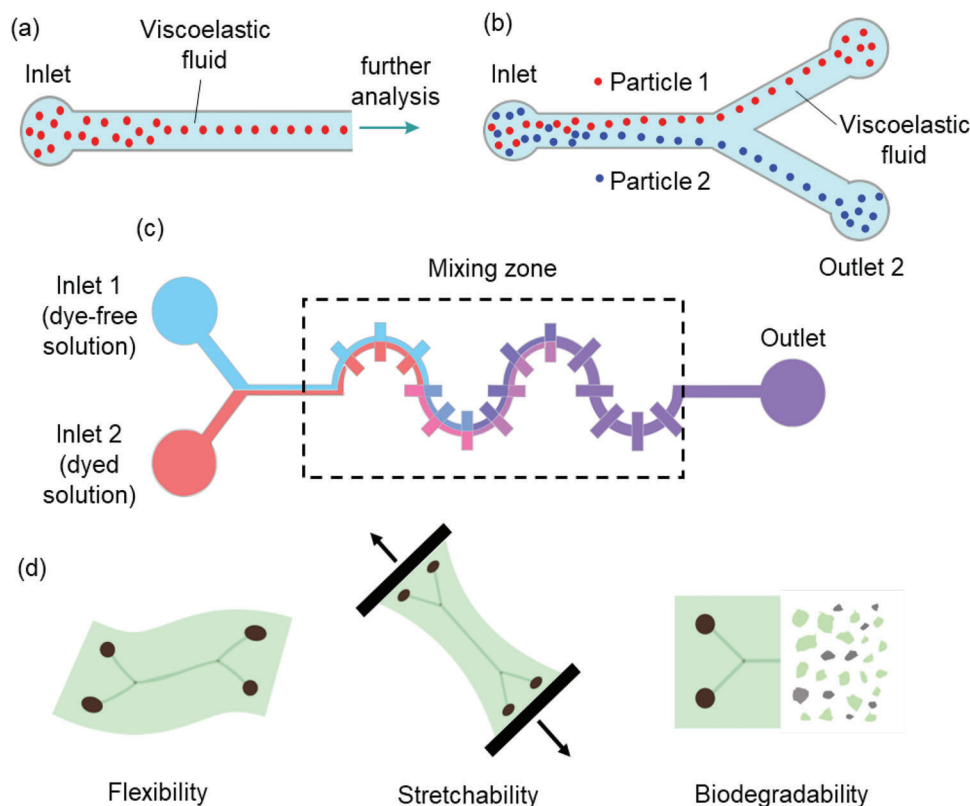 (a)
Viscoelastic
fluid
Inlet
further
analysis
(b)
Inlet
Particle 1
Viscoelastic
fluid
Particle 2
Outlet 2
(c)
Mixing zone
Inlet 1
(dye-free
solution)
Outlet
Inlet 2
(dyed
solution)
(d)
Flexibility
Stretchability
Biodegradability